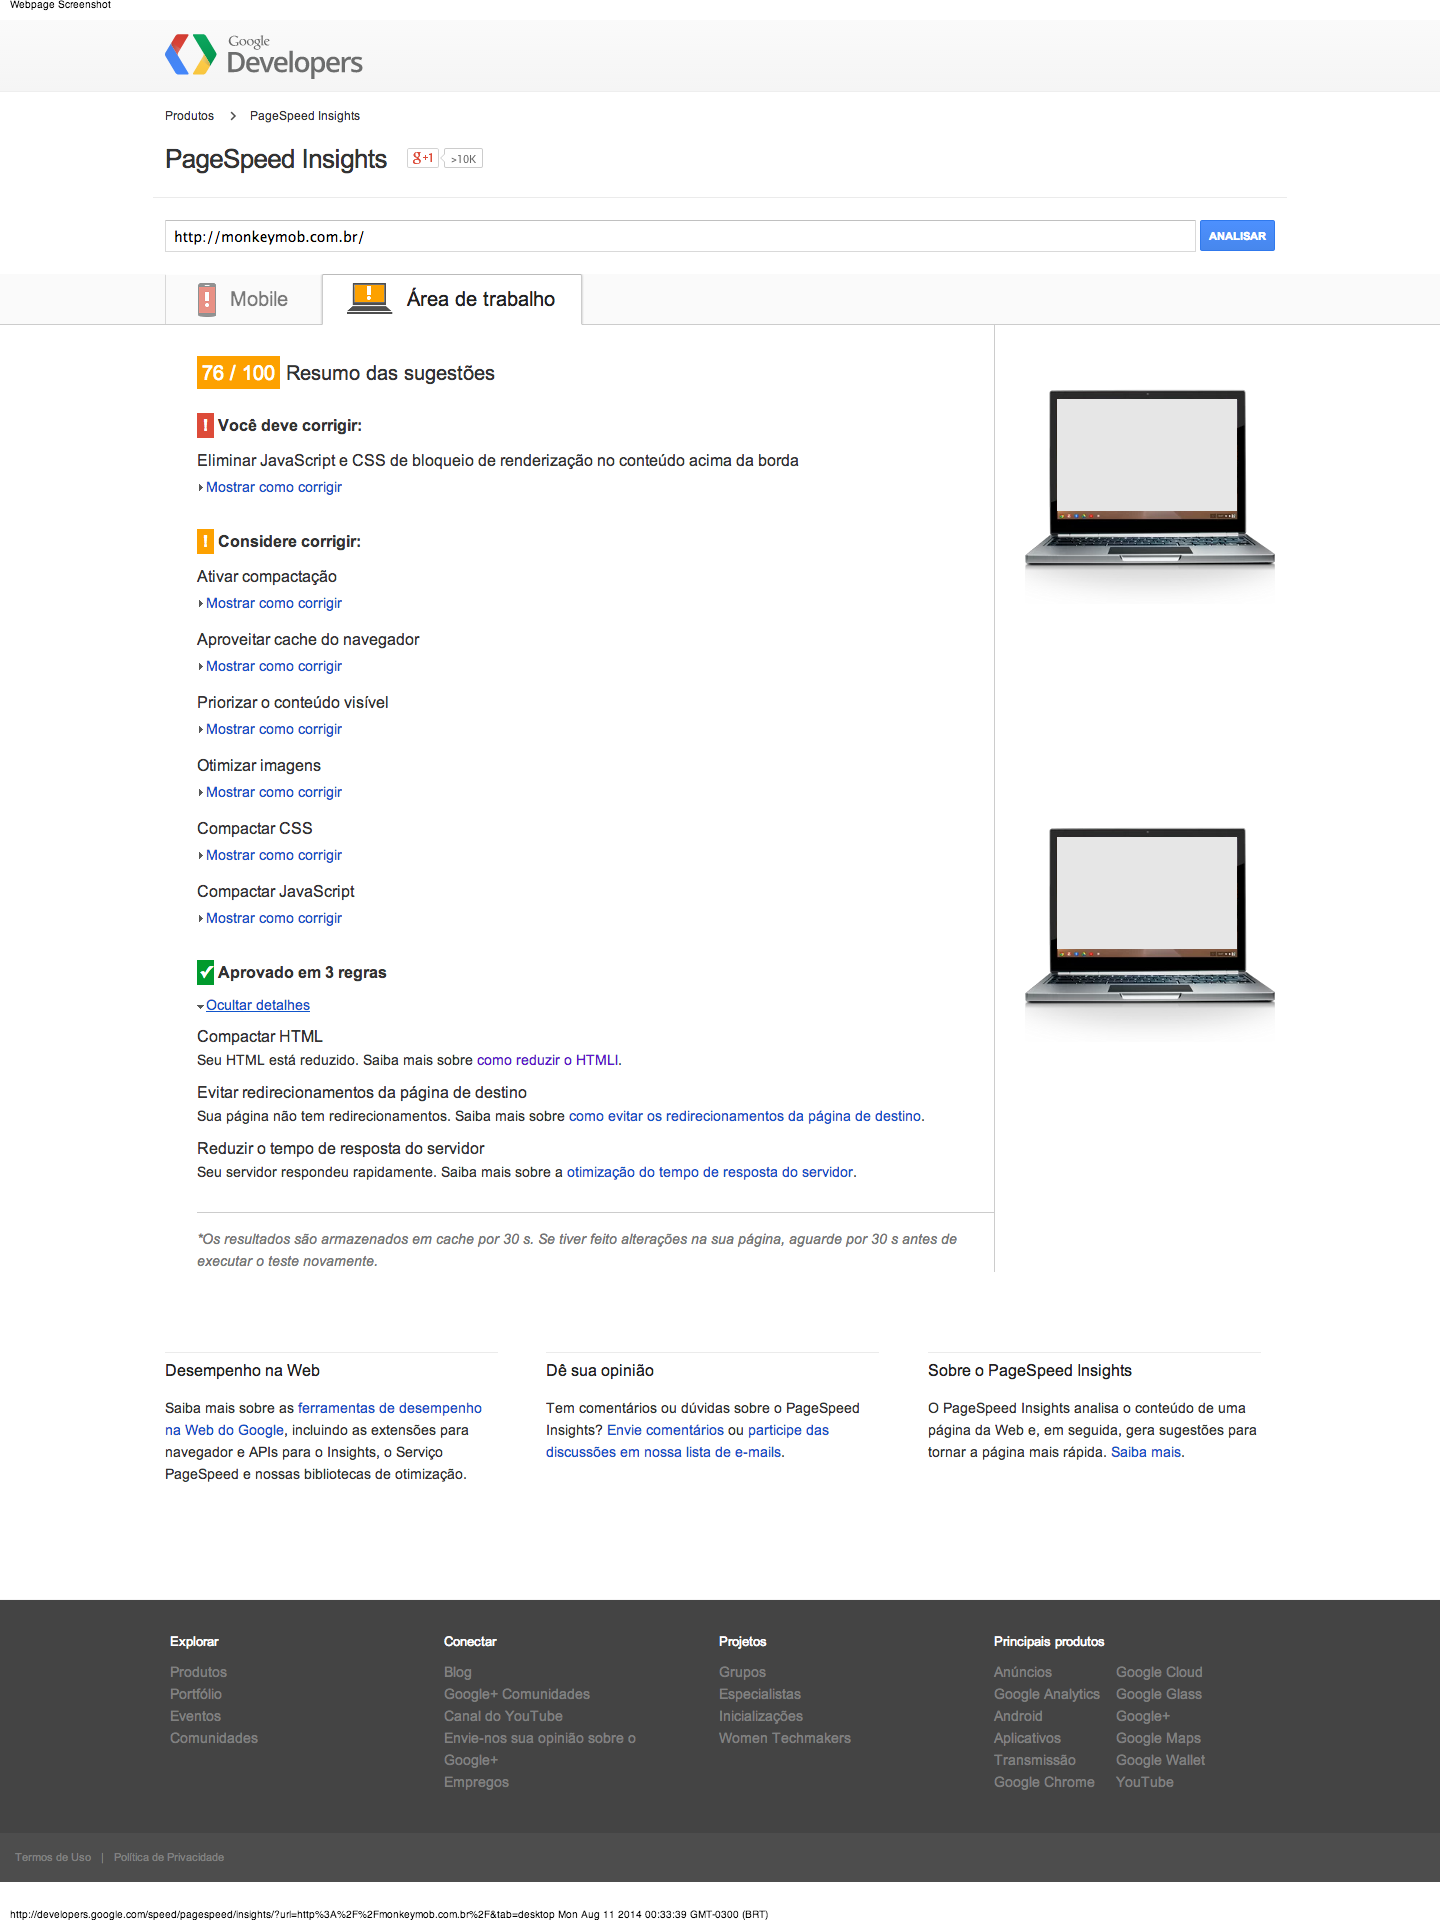 Webpage Screenshot
Google
Developers
Produtos > PageSpeed Insights
PageSpeed Insights g+1 >10K
http://monkeymob.com.br/ ANALISAR
Mobile Área de trabalho
76 / 100 Resumo das sugestões
! Você deve corrigir:
Eliminar JavaScript e CSS de bloqueio de renderização no conteúdo acima da borda
Mostrar como corrigir
! Considere corrigir:
Ativar compactação
Mostrar como corrigir
Aproveitar cache do navegador
Mostrar como corrigir
Priorizar o conteúdo visível
Mostrar como corrigir
Otimizar imagens
Mostrar como corrigir
Compactar CSS
Mostrar como corrigir
Compactar JavaScript
Mostrar como corrigir
Aprovado em 3 regras
Ocultar detalhes
Compactar HTML
Seu HTML está reduzido. Saiba mais sobre como reduzir o HTMLl.
Evitar redirecionamentos da página de destino
Sua página não tem redirecionamentos. Saiba mais sobre como evitar os redirecionamentos da página de destino.
Reduzir o tempo de resposta do servidor
Seu servidor respondeu rapidamente. Saiba mais sobre a otimização do tempo de resposta do servidor.
*Os resultados são armazenados em cache por 30 s. Se tiver feito alterações na sua página, aguarde por 30 s antes de
executar o teste novamente.
Desempenho na Web
Saiba mais sobre as ferramentas de desempenho
na Web do Google, incluindo as extensões para
navegador e APIs para o Insights, o Serviço
PageSpeed e nossas bibliotecas de otimização.
Dê sua opinião
Tem comentários ou dúvidas sobre o PageSpeed
Insights? Envie comentários ou participe das
discussões em nossa lista de e-mails.
Sobre o PageSpeed Insights
O PageSpeed Insights analisa o conteúdo de uma
página da Web e, em seguida, gera sugestões para
tornar a página mais rápida. Saiba mais.
Explorar
Produtos
Portfólio
Eventos
Comunidades
Conectar
Blog
Google+ Comunidades
Canal do YouTube
Envie-nos sua opinião sobre o
Google+
Empregos
Projetos
Grupos
Especialistas
Inicializações
Women Techmakers
Principais produtos
Anúncios
Google Analytics
Android
Aplicativos
Transmissão
Google Chrome
Google Cloud
Google Glass
Google+
Google Maps
Google Wallet
YouTube
Termos de Uso | Política de Privacidade
http://developers.google.com/speed/pagespeed/insights/?url=http%3A%2F%2Fmonkeymob.com.br%2F&tab=desktop Mon Aug 11 2014 00:33:39 GMT-0300 (BRT)